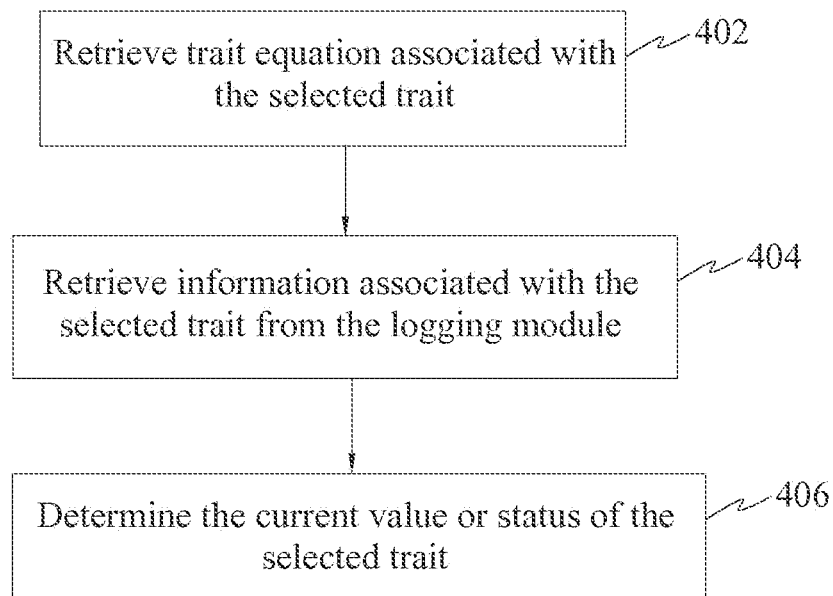 Retrieve trait equation associated with
the selected trait
402
Retrieve information associated with the
selected trait from the logging module
404
Determine the current value or status of the
selected trait
406